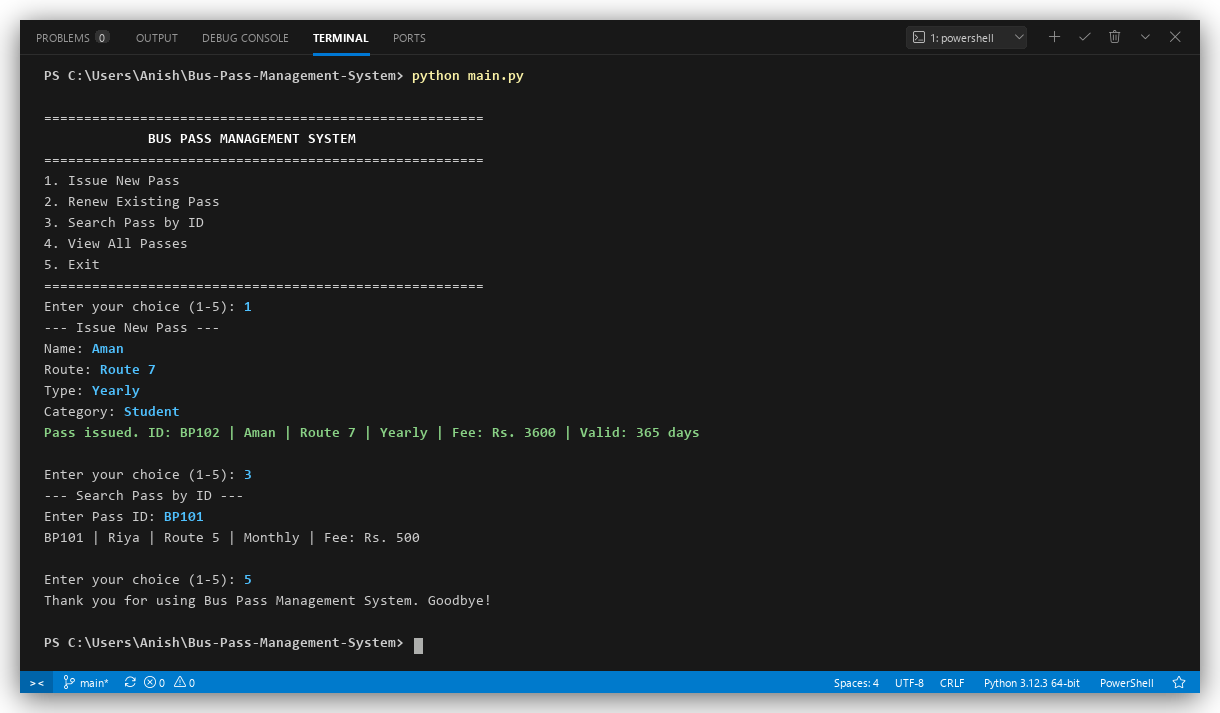 PROBLEMS 0 OUTPUT DEBUG CONSOLE TERMINAL PORTS 1: powershell
PS C:\Users\Anish\Bus-Pass-Management-System> python main.py
=======================================================
BUS PASS MANAGEMENT SYSTEM
=======================================================
1. Issue New Pass
2. Renew Existing Pass
3. Search Pass by ID
4. View All Passes
5. Exit
=======================================================
Enter your choice (1-5): 1
--- Issue New Pass ---
Name: Aman
Route: Route 7
Type: Yearly
Category: Student
Pass issued. ID: BP102 | Aman | Route 7 | Yearly | Fee: Rs. 3600 | Valid: 365 days
Enter your choice (1-5): 3
--- Search Pass by ID ---
Enter Pass ID: BP101
BP101 | Riya | Route 5 | Monthly | Fee: Rs. 500
Enter your choice (1-5): 5
Thank you for using Bus Pass Management System. Goodbye!
PS C:\Users\Anish\Bus-Pass-Management-System>
>< main* 0 0 Spaces: 4 UTF-8 CRLF Python 3.12.3 64-bit PowerShell